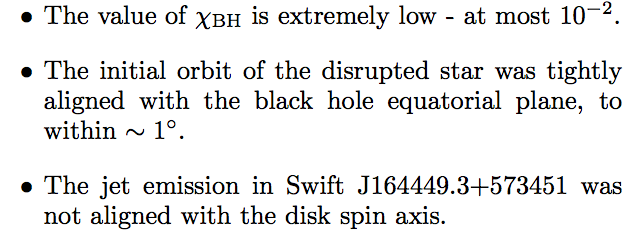 • The value of χBH is extremely low - at most 10⁻².
• The initial orbit of the disrupted star was tightly
aligned with the black hole equatorial plane, to
within ∼ 1°.
• The jet emission in Swift J164449.3+573451 was
not aligned with the disk spin axis.